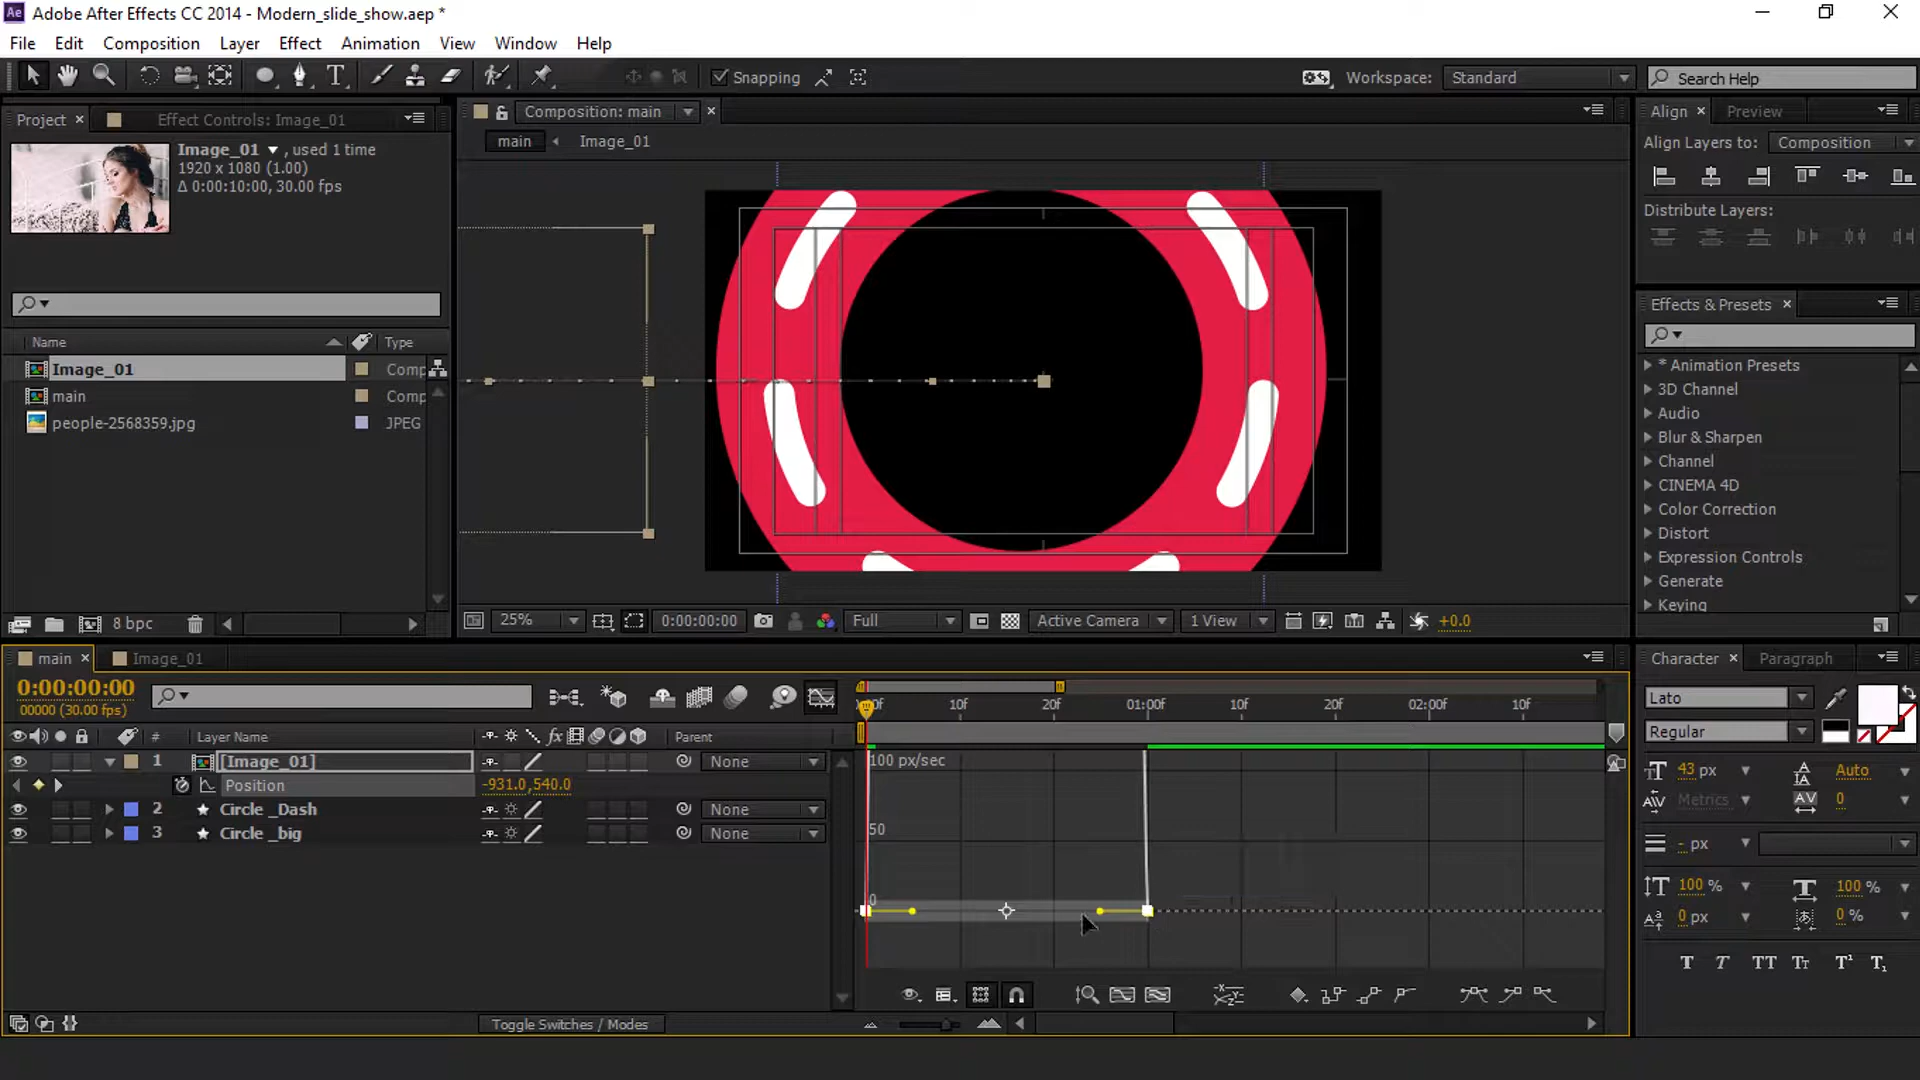 Ae Adobe After Effects CC 2014 - Modern_slide_show.aep *
File Edit Composition Layer Effect Animation View Window Help
T Snapping Workspace: Standard Search Help
Project × Effect Controls: Image_01
Composition: main ×
Align × Preview
main Image_01
Align Layers to: Composition
Image_01 , used 1 time
1920 x 1080 (1.00)
Δ 0:00:10:00, 30.00 fps
Distribute Layers:
Effects & Presets ×
Name Type
Image_01 Comp
main Comp
people-2568359.jpg JPEG
* Animation Presets
3D Channel
Audio
Blur & Sharpen
Channel
CINEMA 4D
Color Correction
Distort
Expression Controls
Generate
Keying
8 bpc
25% 0:00:00:00 Full Active Camera 1 View +0.0
main × Image_01
Character × Paragraph
0:00:00:00
00000 (30.00 fps)
10f 20f 01:00f 10f 20f 02:00f 10f
Lato
Regular
# Layer Name fx Parent
1 [Image_01] None
Position -931.0,540.0
2 Circle _Dash None
3 Circle _big None
100 px/sec
50
0
43 px Auto
Metrics 0
- px
100 % 100 %
0 px 0 %
T T TT Tt T¹ T₁
Toggle Switches / Modes